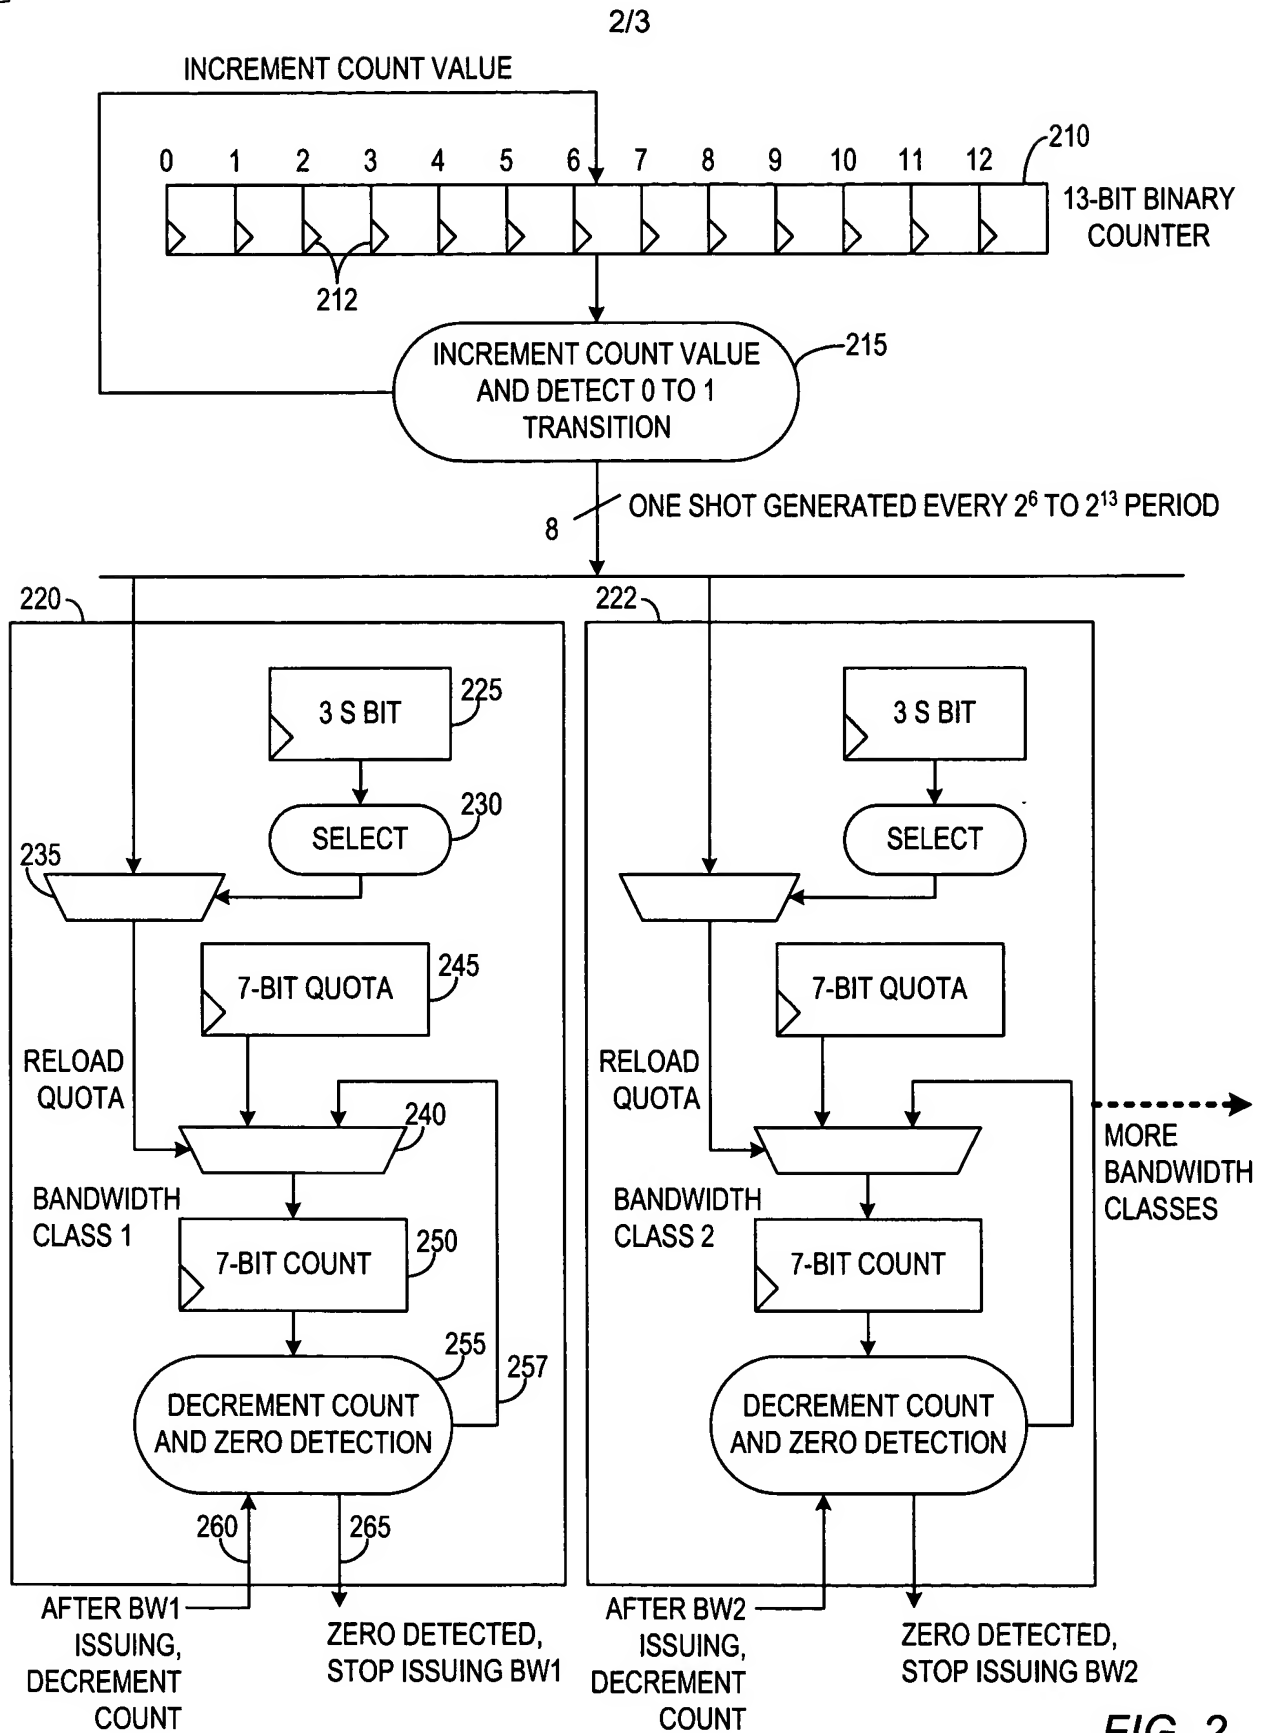 2/3
INCREMENT COUNT VALUE
0 1 2 3 4 5 6 7 8 9 10 11 12
210
13-BIT BINARY
COUNTER
212
INCREMENT COUNT VALUE
AND DETECT 0 TO 1
TRANSITION
215
8
ONE SHOT GENERATED EVERY 2⁶ TO 2¹³ PERIOD
220
3 S BIT
225
SELECT
230
235
7-BIT QUOTA
245
RELOAD
QUOTA
240
BANDWIDTH
CLASS 1
7-BIT COUNT
250
DECREMENT COUNT
AND ZERO DETECTION
255
257
260
265
AFTER BW1
ISSUING,
DECREMENT
COUNT
ZERO DETECTED,
STOP ISSUING BW1
222
3 S BIT
SELECT
7-BIT QUOTA
RELOAD
QUOTA
BANDWIDTH
CLASS 2
7-BIT COUNT
DECREMENT COUNT
AND ZERO DETECTION
AFTER BW2
ISSUING,
DECREMENT
COUNT
ZERO DETECTED,
STOP ISSUING BW2
MORE
BANDWIDTH
CLASSES
FIG. 2